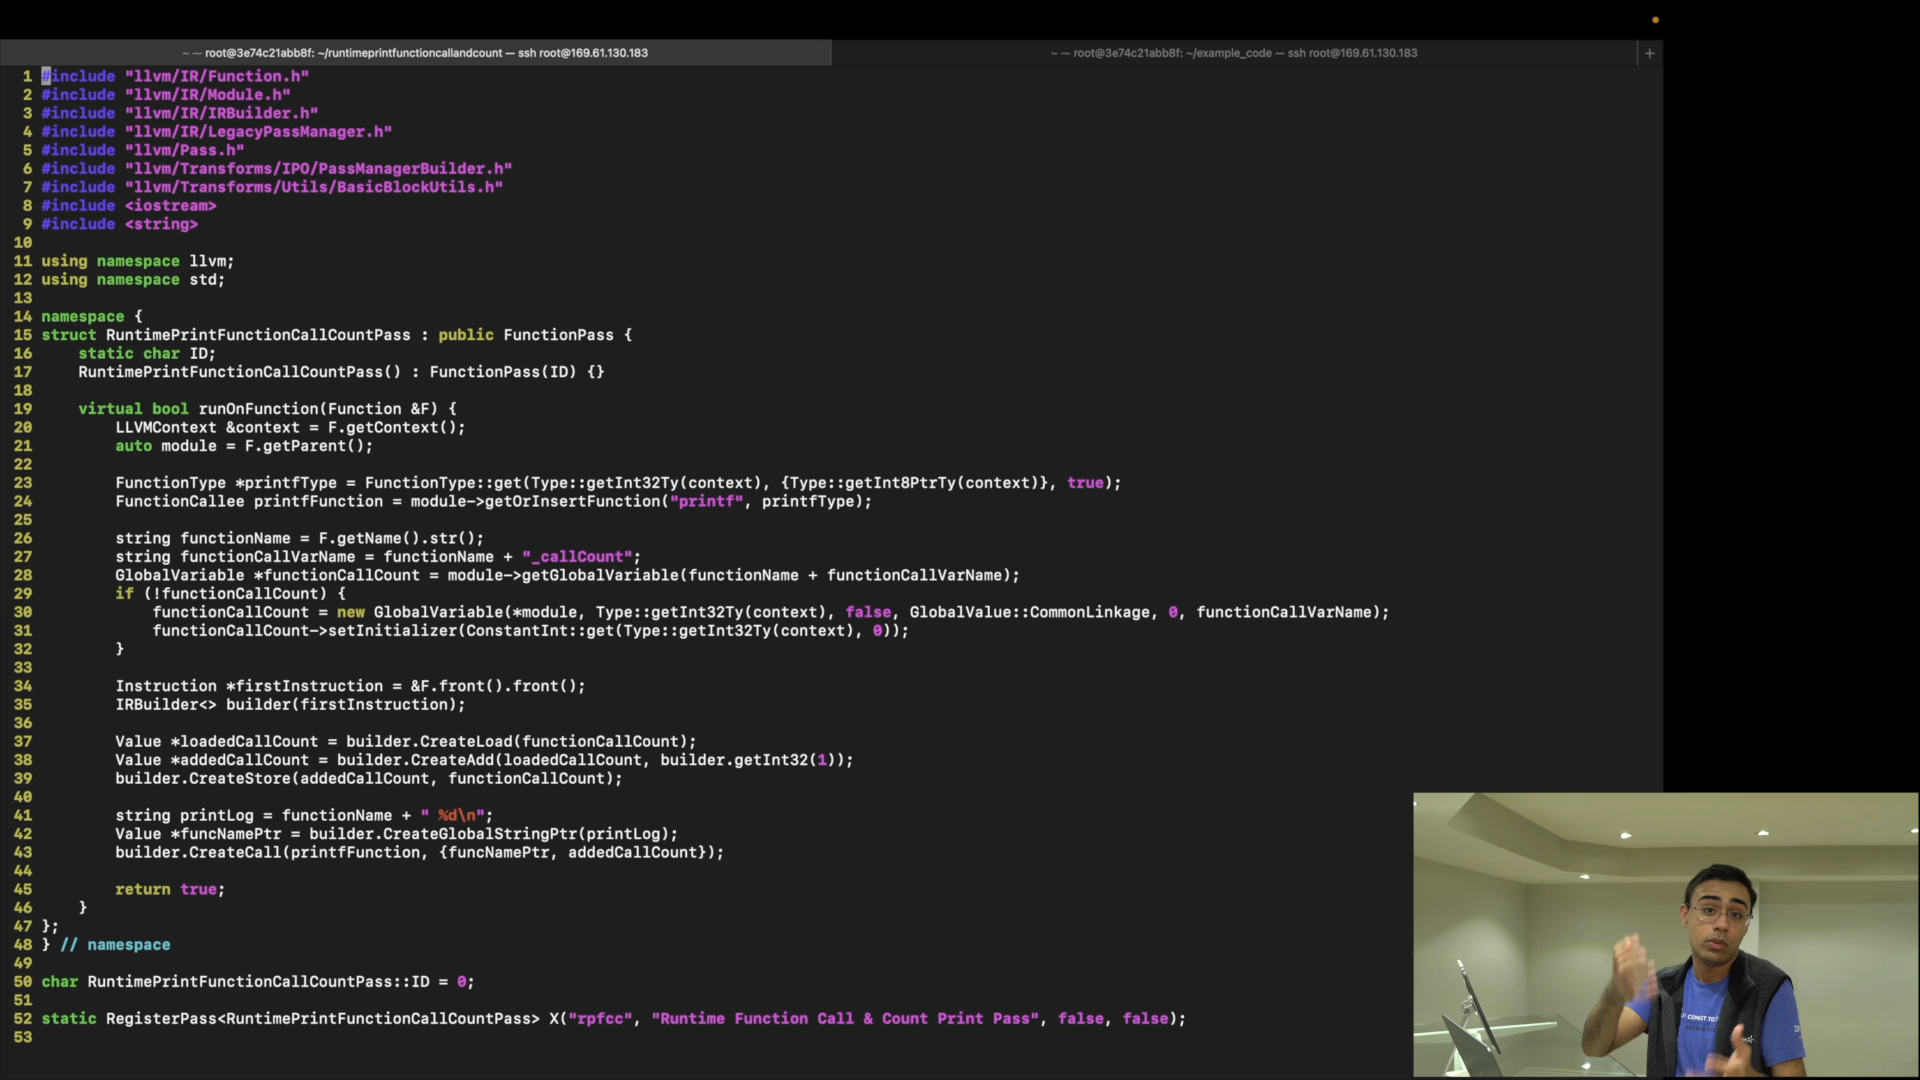 ~ — root@3e74c21abb8f: ~/runtimeprintfunctioncallandcount — ssh root@169.61.130.183
~ — root@3e74c21abb8f: ~/example_code — ssh root@169.61.130.183
+
1 #include "llvm/IR/Function.h"
2 #include "llvm/IR/Module.h"
3 #include "llvm/IR/IRBuilder.h"
4 #include "llvm/IR/LegacyPassManager.h"
5 #include "llvm/Pass.h"
6 #include "llvm/Transforms/IPO/PassManagerBuilder.h"
7 #include "llvm/Transforms/Utils/BasicBlockUtils.h"
8 #include <iostream>
9 #include <string>
10
11 using namespace llvm;
12 using namespace std;
13
14 namespace {
15 struct RuntimePrintFunctionCallCountPass : public FunctionPass {
16     static char ID;
17     RuntimePrintFunctionCallCountPass() : FunctionPass(ID) {}
18
19     virtual bool runOnFunction(Function &F) {
20         LLVMContext &context = F.getContext();
21         auto module = F.getParent();
22
23         FunctionType *printfType = FunctionType::get(Type::getInt32Ty(context), {Type::getInt8PtrTy(context)}, true);
24         FunctionCallee printfFunction = module->getOrInsertFunction("printf", printfType);
25
26         string functionName = F.getName().str();
27         string functionCallVarName = functionName + "_callCount";
28         GlobalVariable *functionCallCount = module->getGlobalVariable(functionName + functionCallVarName);
29         if (!functionCallCount) {
30             functionCallCount = new GlobalVariable(*module, Type::getInt32Ty(context), false, GlobalValue::CommonLinkage, 0, functionCallVarName);
31             functionCallCount->setInitializer(ConstantInt::get(Type::getInt32Ty(context), 0));
32         }
33
34         Instruction *firstInstruction = &F.front().front();
35         IRBuilder<> builder(firstInstruction);
36
37         Value *loadedCallCount = builder.CreateLoad(functionCallCount);
38         Value *addedCallCount = builder.CreateAdd(loadedCallCount, builder.getInt32(1));
39         builder.CreateStore(addedCallCount, functionCallCount);
40
41         string printLog = functionName + " %d\n";
42         Value *funcNamePtr = builder.CreateGlobalStringPtr(printLog);
43         builder.CreateCall(printfFunction, {funcNamePtr, addedCallCount});
44
45         return true;
46     }
47 };
48 } // namespace
49
50 char RuntimePrintFunctionCallCountPass::ID = 0;
51
52 static RegisterPass<RuntimePrintFunctionCallCountPass> X("rpfcc", "Runtime Function Call & Count Print Pass", false, false);
53